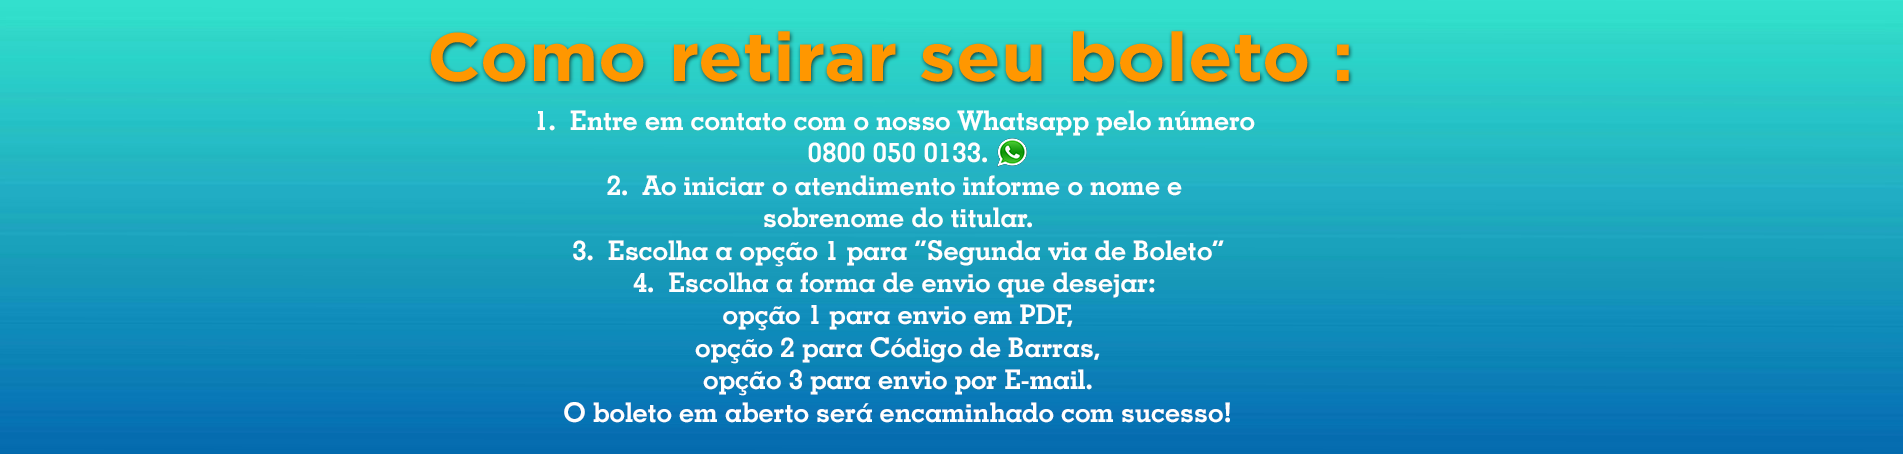 Como retirar seu boleto :
1. Entre em contato com o nosso Whatsapp pelo número
0800 050 0133.
2. Ao iniciar o atendimento informe o nome e
sobrenome do titular.
3. Escolha a opção 1 para "Segunda via de Boleto"
4. Escolha a forma de envio que desejar:
opção 1 para envio em PDF,
opção 2 para Código de Barras,
opção 3 para envio por E-mail.
O boleto em aberto será encaminhado com sucesso!